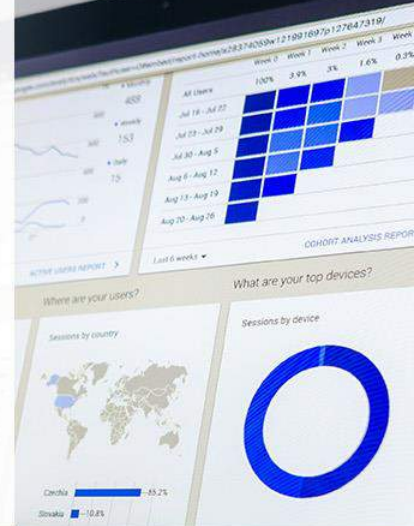 Week 0 Week 1 Week 2 Week 3 Week
All Users 100% 3.9% 3% 1.6% 0.3%
Jul 16 - Jul 22
Jul 23 - Jul 29
Jul 30 - Aug 5
Aug 6 - Aug 12
Aug 13 - Aug 19
Aug 20 - Aug 26
Monthly
488
Weekly
153
Daily
15
ACTIVE USERS REPORT >
Last 6 weeks
COHORT ANALYSIS REPOR
Where are your users?
Sessions by country
Czechia 65.2%
Slovakia 10.8%
What are your top devices?
Sessions by device